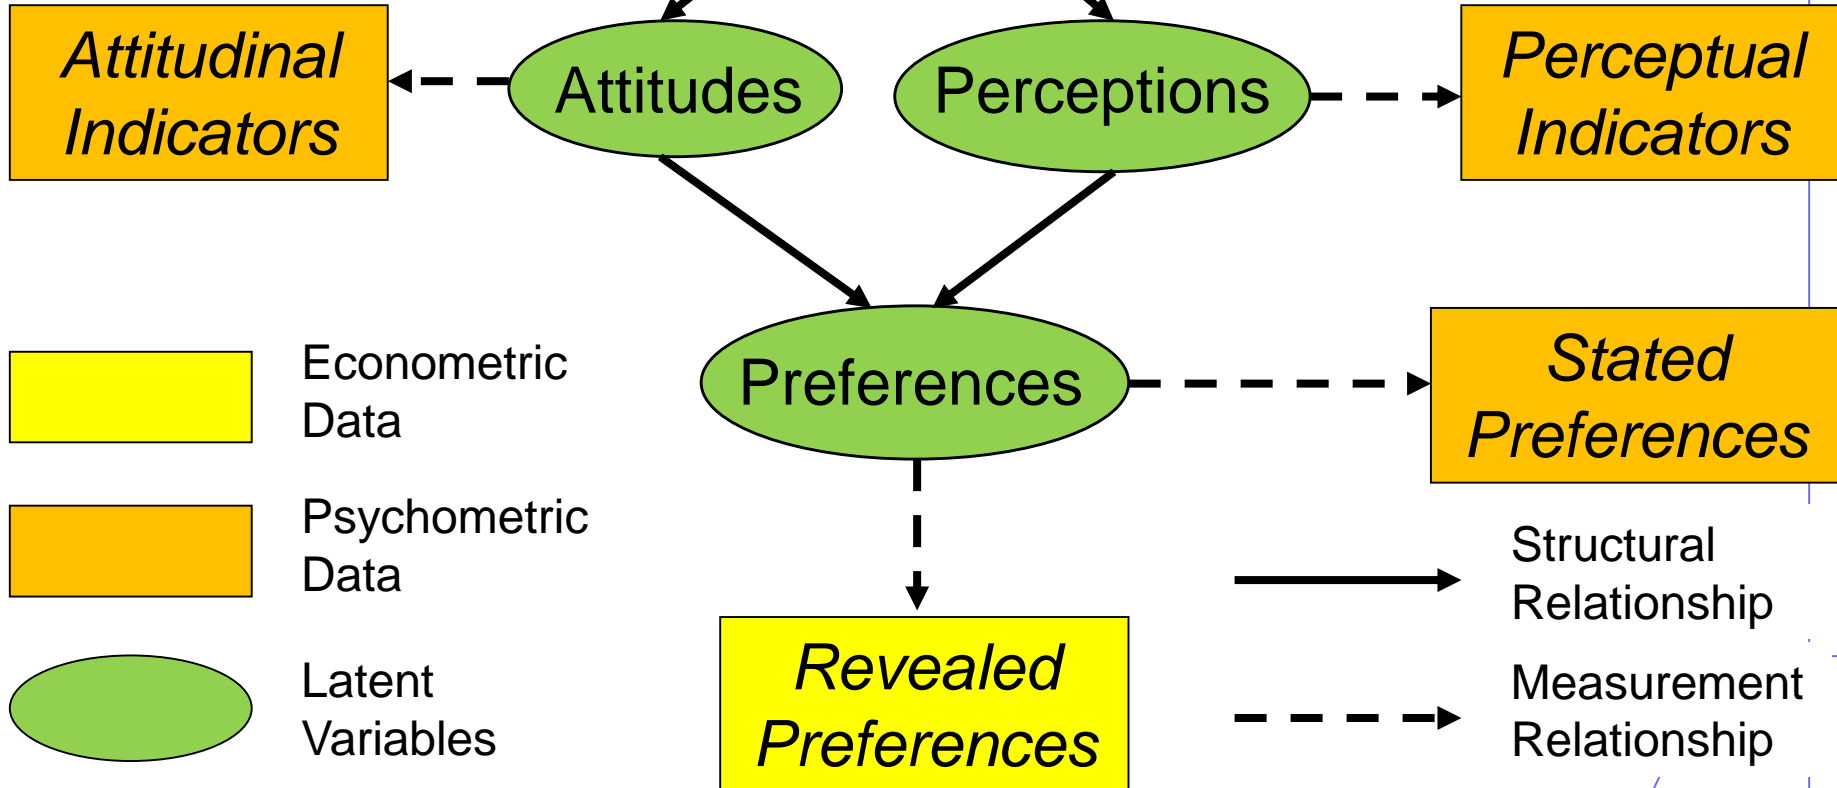 Attitudinal
Indicators
Attitudes
Perceptions
Perceptual
Indicators
Preferences
Stated
Preferences
Econometric
Data
Psychometric
Data
Latent
Variables
Revealed
Preferences
Structural
Relationship
Measurement
Relationship